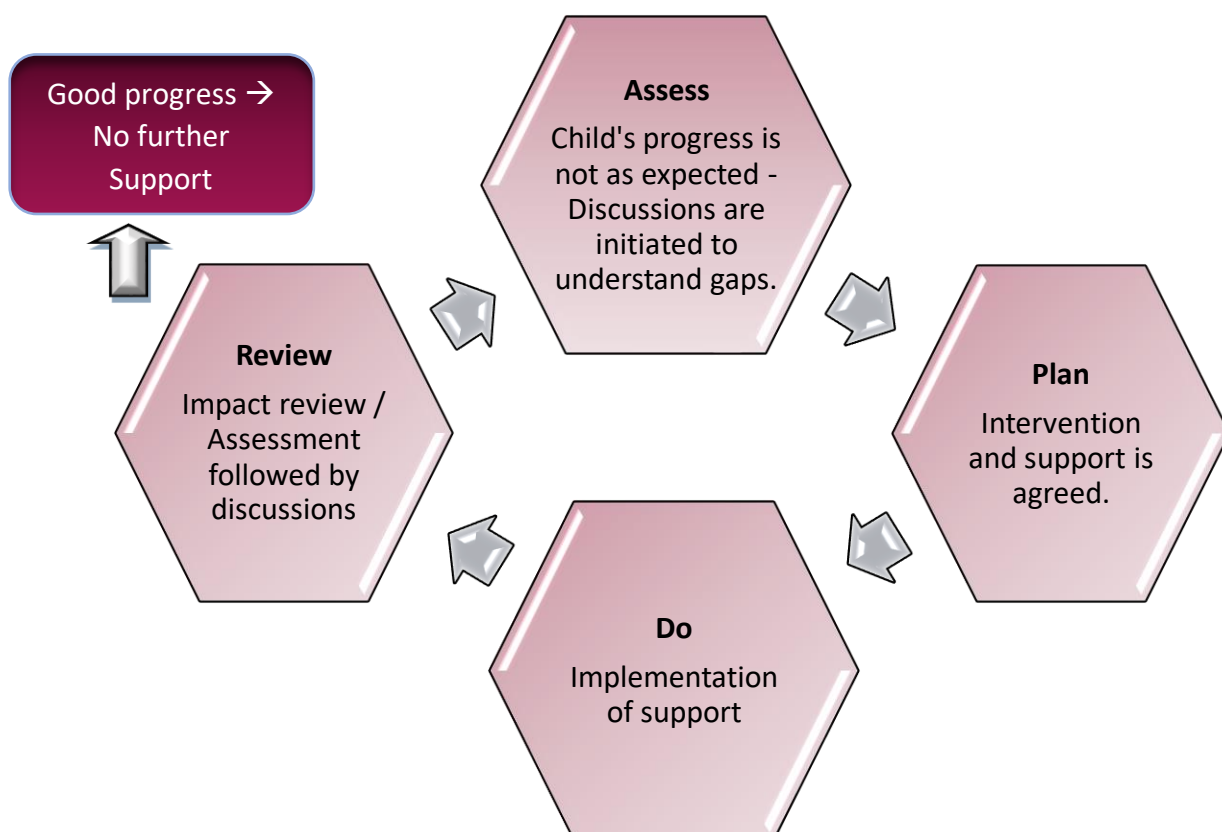 Good progress →
No further
Support
Assess
Child's progress is
not as expected -
Discussions are
initiated to
understand gaps.
Plan
Intervention
and support is
agreed.
Do
Implementation
of support
Review
Impact review /
Assessment
followed by
discussions